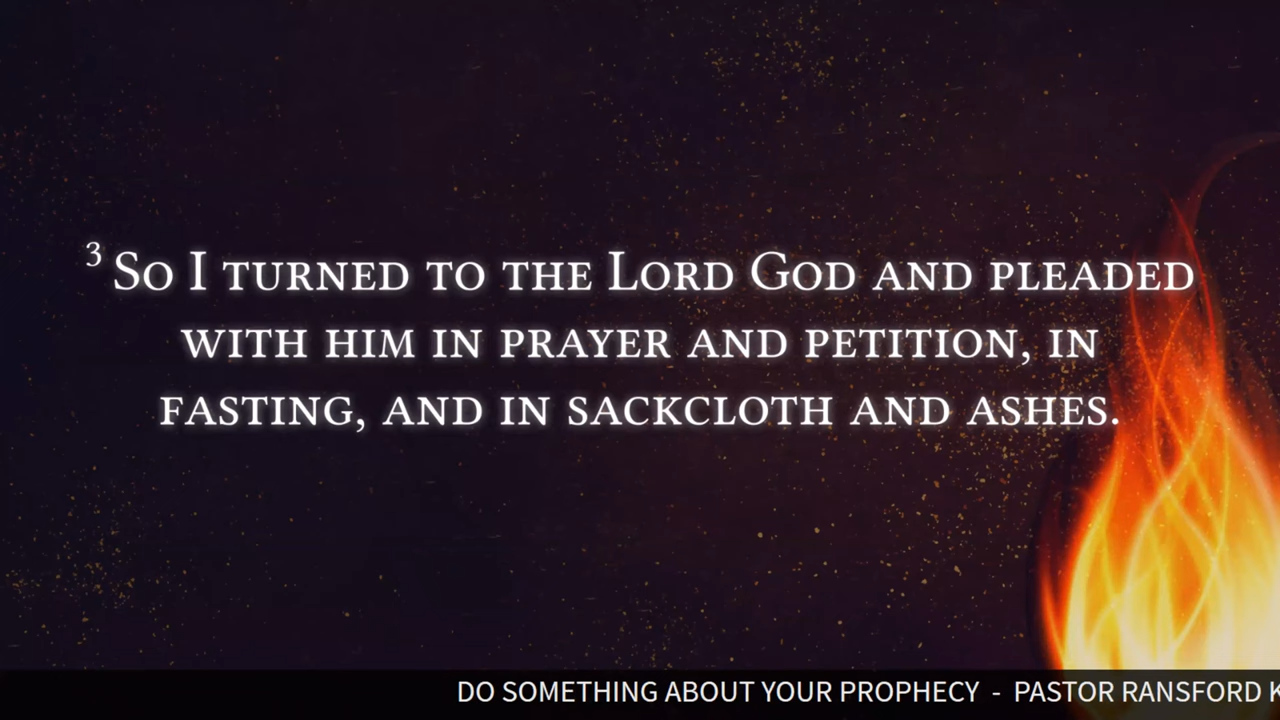 3 So I turned to the Lord God and pleaded
with him in prayer and petition, in
fasting, and in sackcloth and ashes.
DO SOMETHING ABOUT YOUR PROPHECY - PASTOR RANSFORD